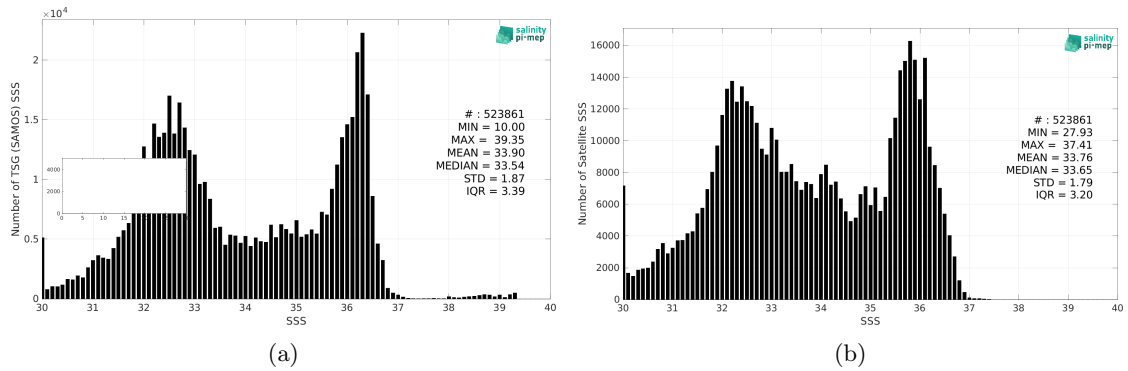 ×10⁴
2
1.5
1
0.5
0
Number of TSG (SAMOS) SSS
4000
2000
0
0 5 10 15
salinity
pi-mep
# : 523861
MIN = 10.00
MAX = 39.35
MEAN = 33.90
MEDIAN = 33.54
STD = 1.87
IQR = 3.39
30 31 32 33 34 35 36 37 38 39 40
SSS
(a)
16000
14000
12000
10000
8000
6000
4000
2000
0
Number of Satellite SSS
salinity
pi-mep
# : 523861
MIN = 27.93
MAX = 37.41
MEAN = 33.76
MEDIAN = 33.65
STD = 1.79
IQR = 3.20
30 31 32 33 34 35 36 37 38 39 40
SSS
(b)